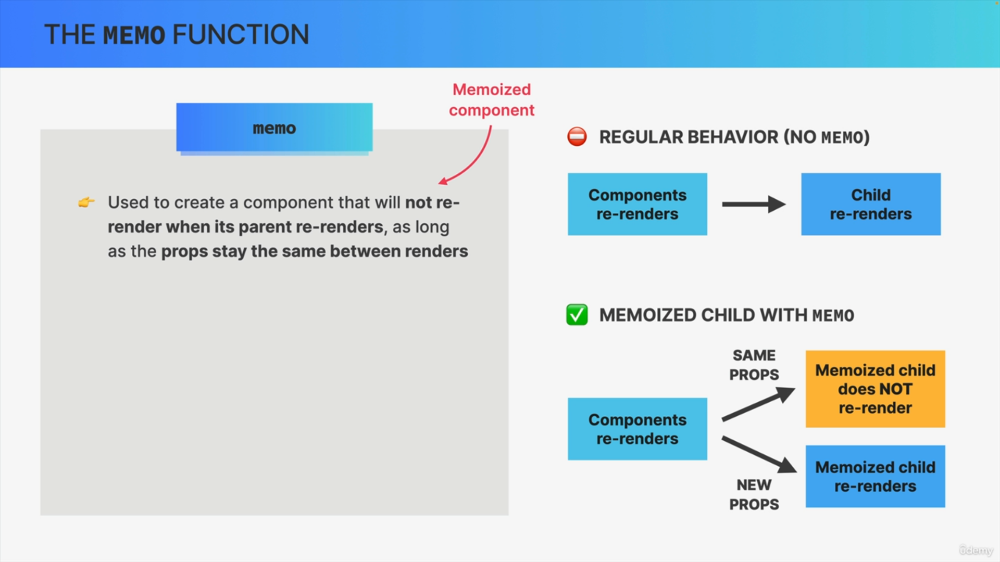 THE MEMO FUNCTION
memo
Memoized
component
👉 Used to create a component that will not re-
render when its parent re-renders, as long
as the props stay the same between renders
⛔ REGULAR BEHAVIOR (NO MEMO)
Components
re-renders
Child
re-renders
✅ MEMOIZED CHILD WITH MEMO
Components
re-renders
SAME
PROPS
Memoized child
does NOT
re-render
NEW
PROPS
Memoized child
re-renders
ûdemy